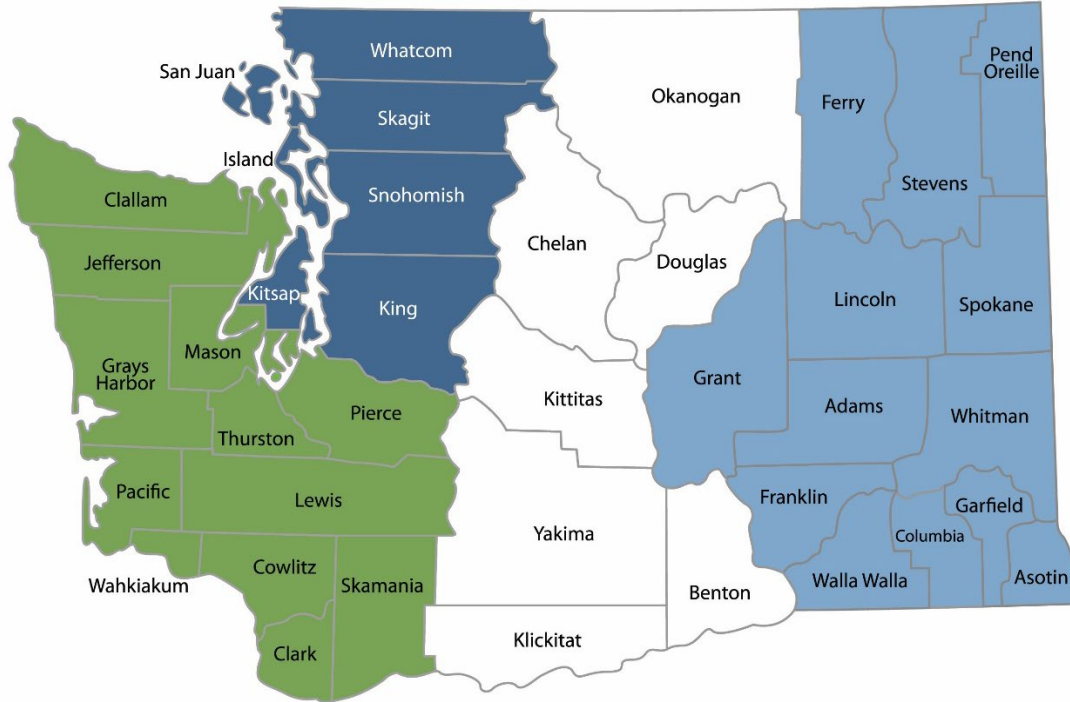 Whatcom
San Juan
Pend
Oreille
Okanogan
Ferry
Skagit
Island
Stevens
Clallam
Snohomish
Chelan
Douglas
Jefferson
Kitsap
King
Lincoln
Spokane
Mason
Grays
Harbor
Grant
Kittitas
Adams
Pierce
Whitman
Thurston
Pacific
Lewis
Franklin
Garfield
Yakima
Columbia
Cowlitz
Wahkiakum
Skamania
Walla Walla
Asotin
Benton
Klickitat
Clark